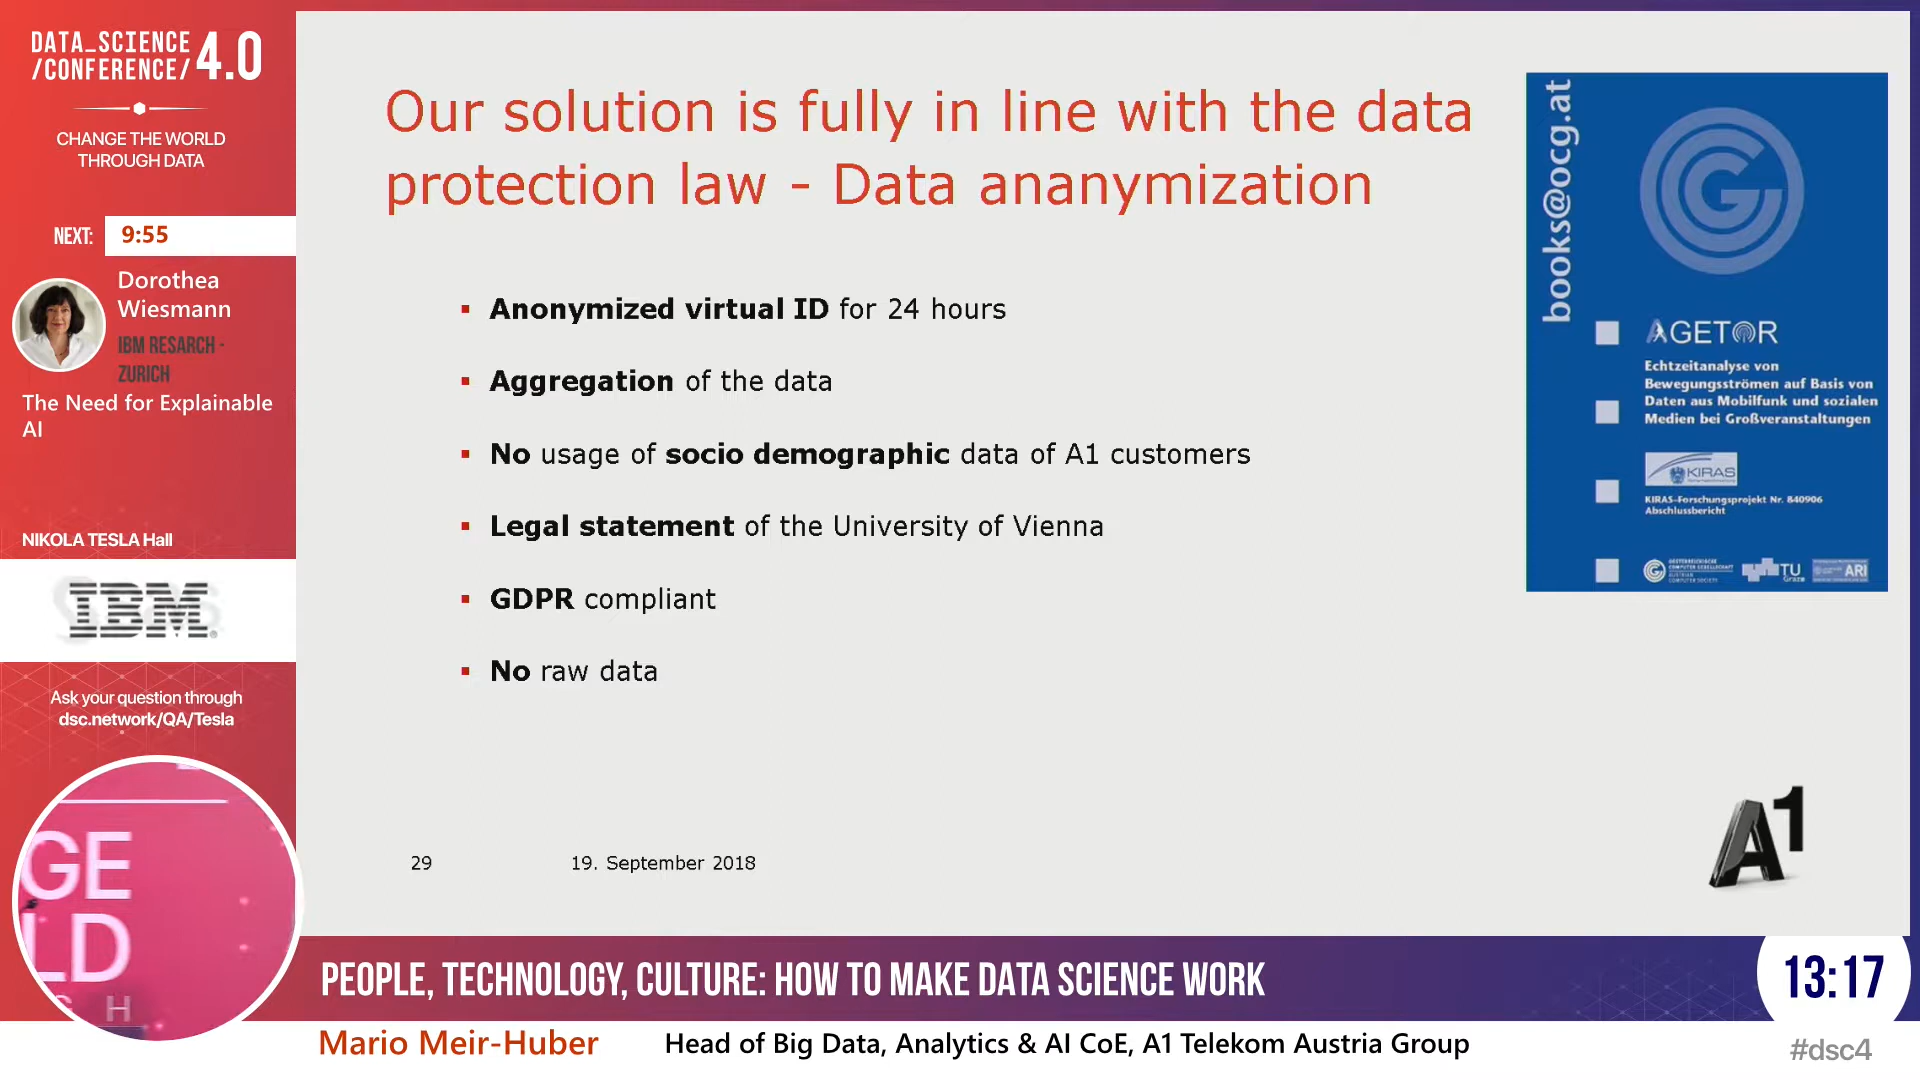 DATA_SCIENCE
/CONFERENCE/ 4.0
CHANGE THE WORLD
THROUGH DATA
NEXT: 9:55
Dorothea
Wiesmann
IBM RESARCH -
ZURICH
The Need for Explainable
AI
NIKOLA TESLA Hall
IBM
Ask your question through
dsc.network/QA/Tesla
GE
LD
H
Our solution is fully in line with the data
protection law - Data ananymization
▪ Anonymized virtual ID for 24 hours
▪ Aggregation of the data
▪ No usage of socio demographic data of A1 customers
▪ Legal statement of the University of Vienna
▪ GDPR compliant
▪ No raw data
29 19. September 2018
books@ocg.at
AGETOR
Echtzeitanalyse von
Bewegungsströmen auf Basis von
Daten aus Mobilfunk und sozialen
Medien bei Großveranstaltungen
KIRAS
KIRAS-Forschungsprojekt Nr. 840906
Abschlussbericht
TU
Graz
ARI
A1
PEOPLE, TECHNOLOGY, CULTURE: HOW TO MAKE DATA SCIENCE WORK
13:17
Mario Meir-Huber Head of Big Data, Analytics & AI CoE, A1 Telekom Austria Group
#dsc4